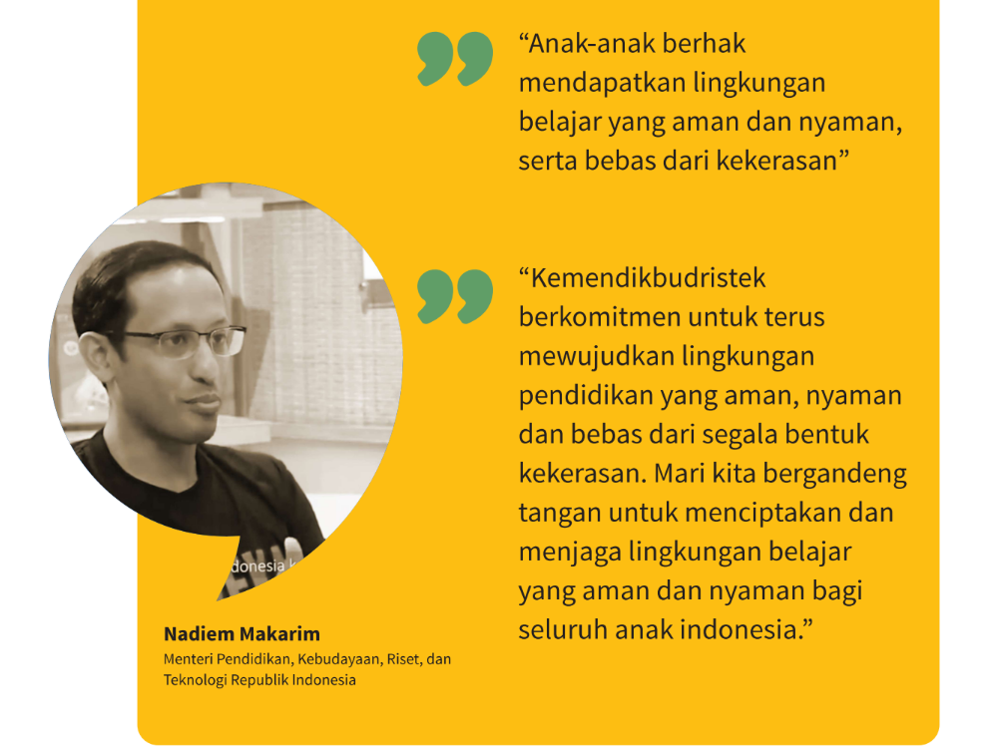 “Anak-anak berhak
mendapatkan lingkungan
belajar yang aman dan nyaman,
serta bebas dari kekerasan”
“Kemendikbudristek
berkomitmen untuk terus
mewujudkan lingkungan
pendidikan yang aman, nyaman
dan bebas dari segala bentuk
kekerasan. Mari kita bergandeng
tangan untuk menciptakan dan
menjaga lingkungan belajar
yang aman dan nyaman bagi
seluruh anak indonesia.”
donesia k
Nadiem Makarim
Menteri Pendidikan, Kebudayaan, Riset, dan
Teknologi Republik Indonesia